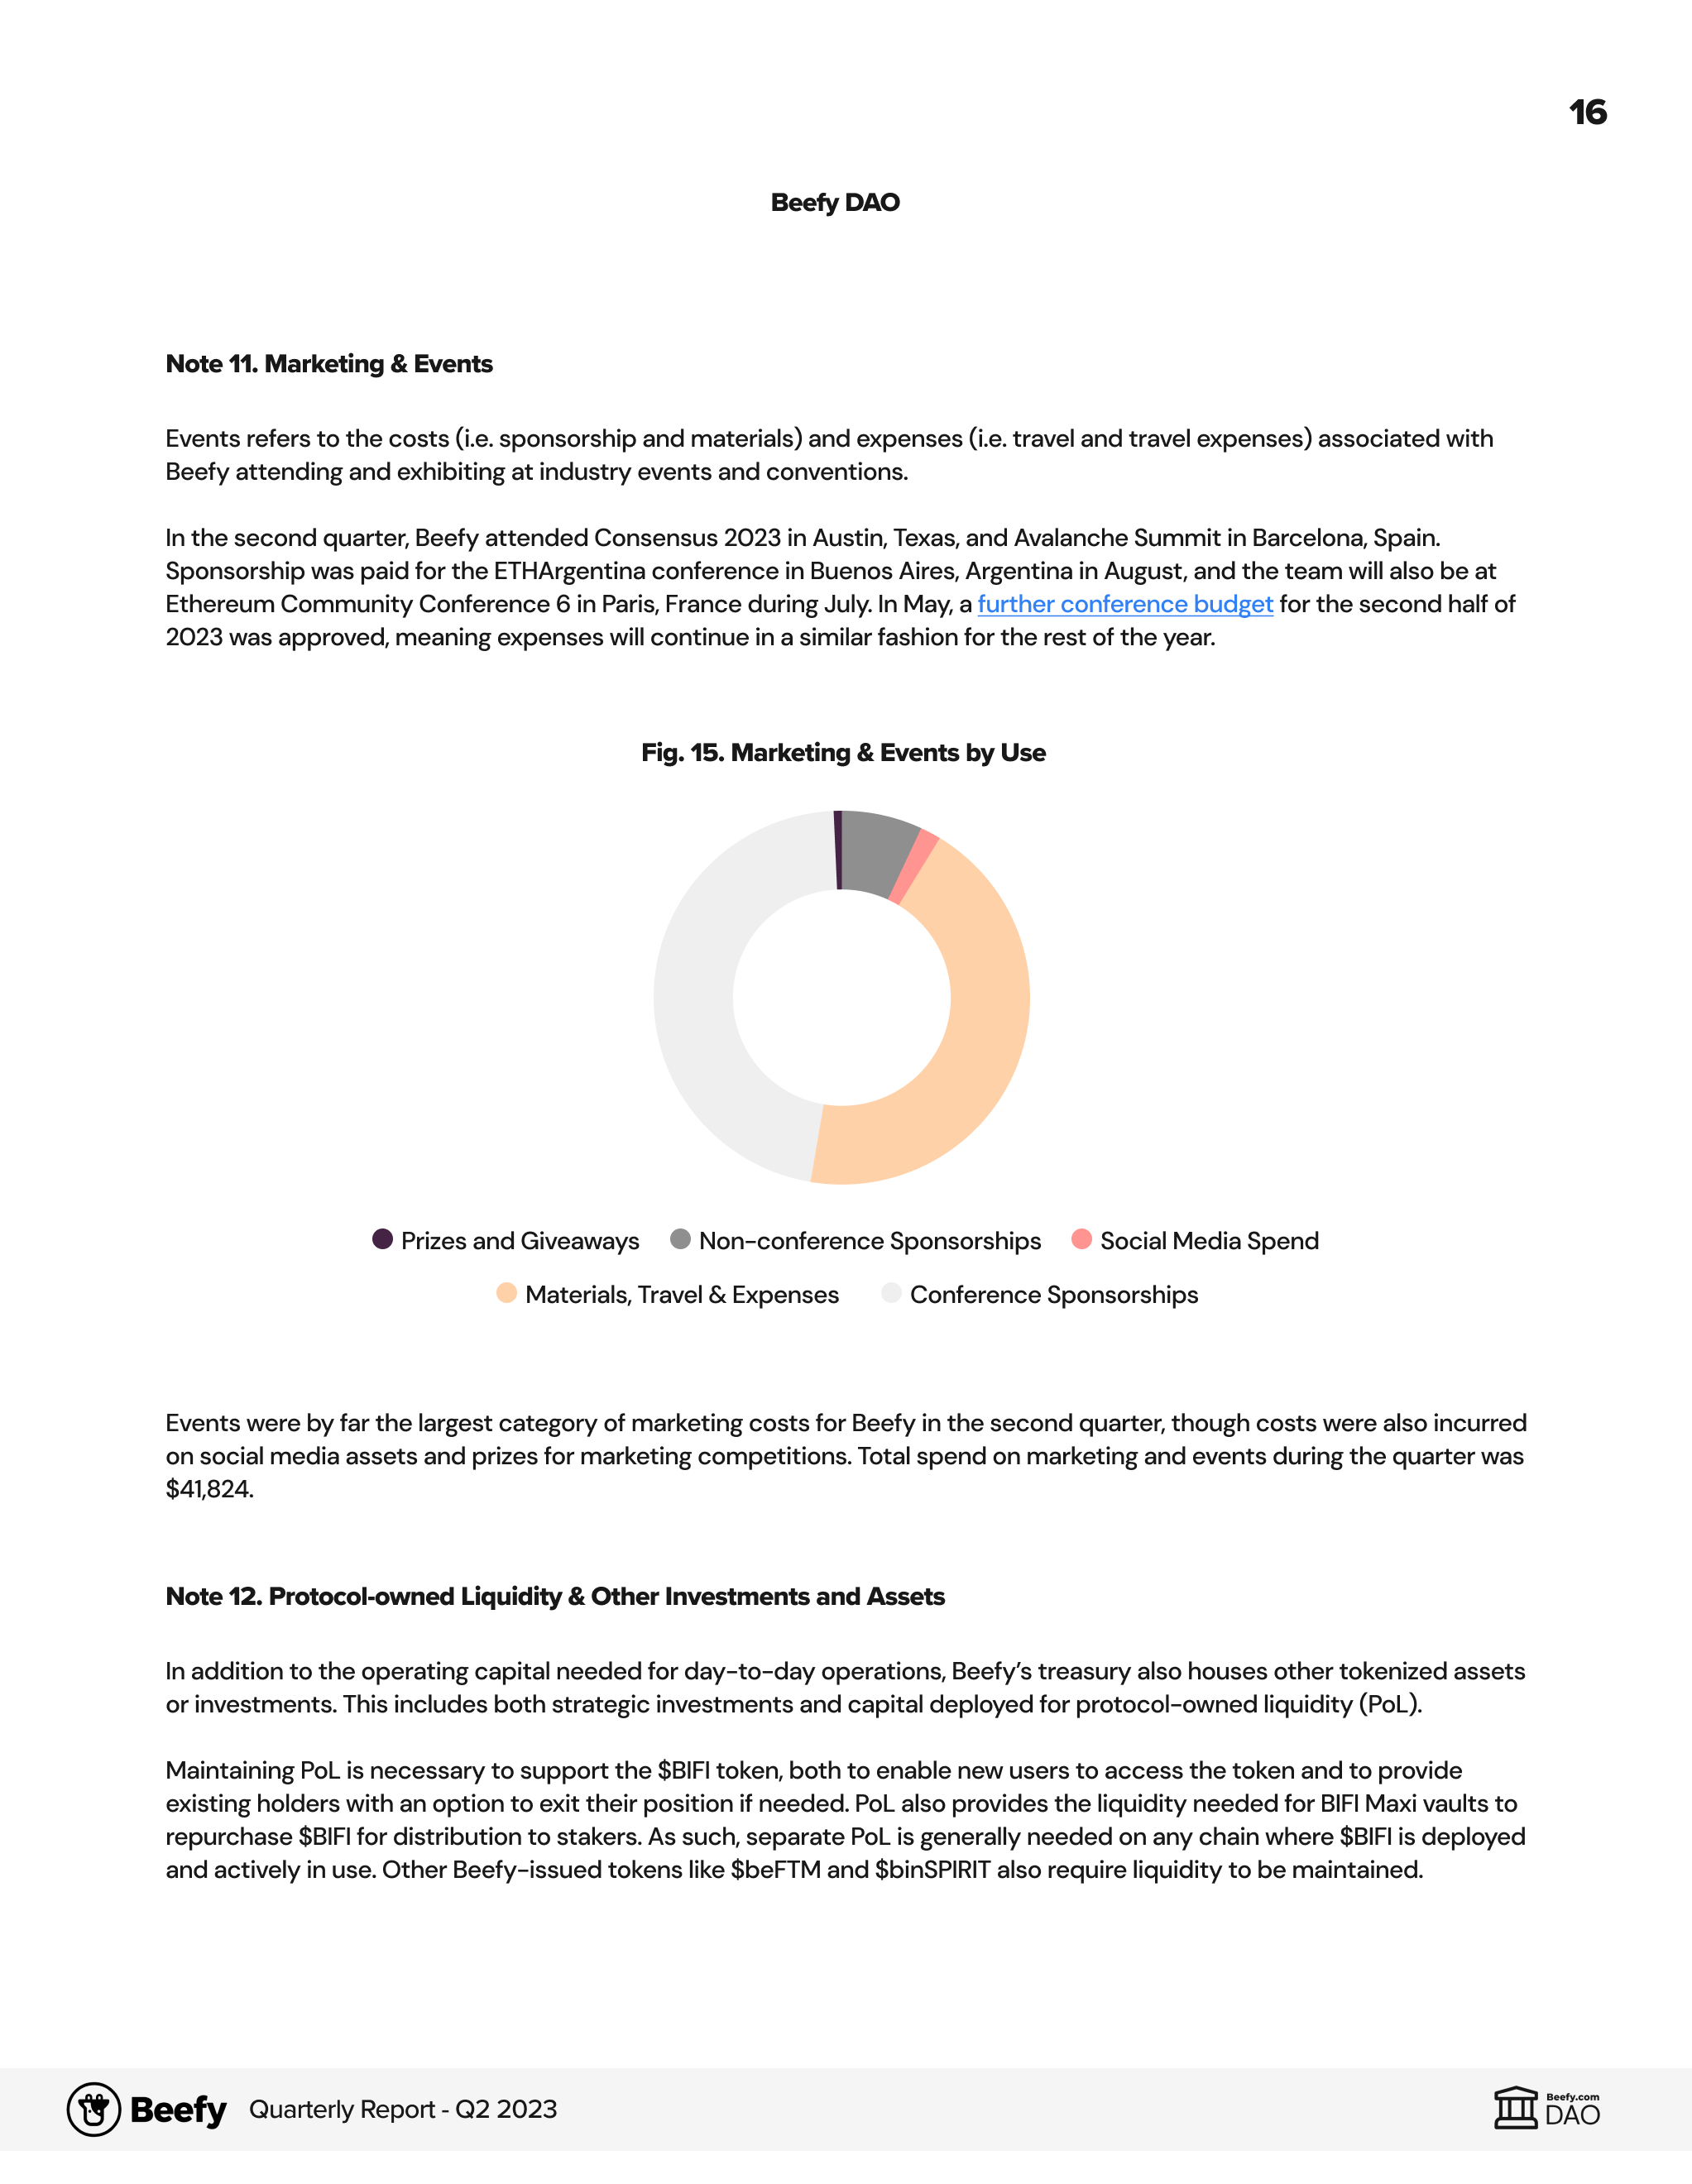 16
Beefy DAO
Note 11. Marketing & Events
Events refers to the costs (i.e. sponsorship and materials) and expenses (i.e. travel and travel expenses) associated with
Beefy attending and exhibiting at industry events and conventions.
In the second quarter, Beefy attended Consensus 2023 in Austin, Texas, and Avalanche Summit in Barcelona, Spain.
Sponsorship was paid for the ETHArgentina conference in Buenos Aires, Argentina in August, and the team will also be at
Ethereum Community Conference 6 in Paris, France during July. In May, a further conference budget for the second half of
2023 was approved, meaning expenses will continue in a similar fashion for the rest of the year.
Fig. 15. Marketing & Events by Use
Prizes and Giveaways Non-conference Sponsorships Social Media Spend
Materials, Travel & Expenses Conference Sponsorships
Events were by far the largest category of marketing costs for Beefy in the second quarter, though costs were also incurred
on social media assets and prizes for marketing competitions. Total spend on marketing and events during the quarter was
$41,824.
Note 12. Protocol-owned Liquidity & Other Investments and Assets
In addition to the operating capital needed for day-to-day operations, Beefy’s treasury also houses other tokenized assets
or investments. This includes both strategic investments and capital deployed for protocol-owned liquidity (PoL).
Maintaining PoL is necessary to support the $BIFI token, both to enable new users to access the token and to provide
existing holders with an option to exit their position if needed. PoL also provides the liquidity needed for BIFI Maxi vaults to
repurchase $BIFI for distribution to stakers. As such, separate PoL is generally needed on any chain where $BIFI is deployed
and actively in use. Other Beefy-issued tokens like $beFTM and $binSPIRIT also require liquidity to be maintained.
Beefy Quarterly Report - Q2 2023
Beefy.com
DAO